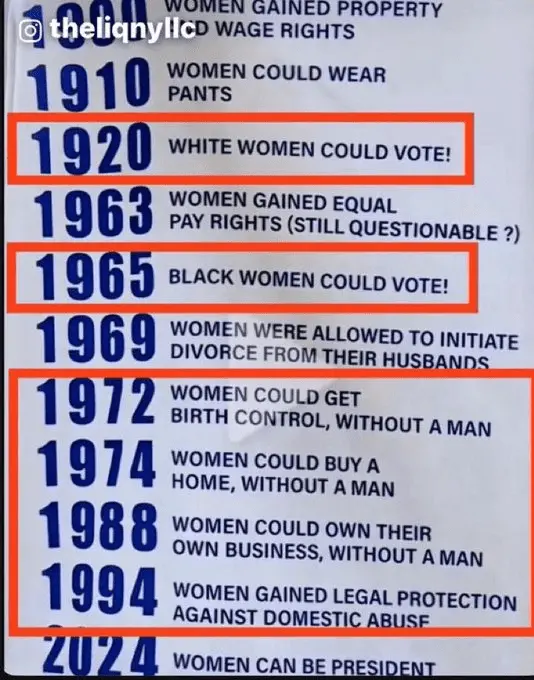 WOMEN GAINED PROPERTY
theliqnyllc
D WAGE RIGHTS
1910 WOMEN COULD WEAR
PANTS
1920 WHITE WOMEN COULD VOTE!
1963 WOMEN GAINED EQUAL
PAY RIGHTS (STILL QUESTIONABLE ?)
1965 BLACK WOMEN COULD VOTE!
1969 WOMEN WERE ALLOWED TO INITIATE
DIVORCE FROM THEIR HUSBANDS
1972 WOMEN COULD GET
BIRTH CONTROL, WITHOUT A MAN
1974 WOMEN COULD BUY A
HOME, WITHOUT A MAN
1988 WOMEN COULD OWN THEIR
OWN BUSINESS, WITHOUT A MAN
1994 WOMEN GAINED LEGAL PROTECTION
AGAINST DOMESTIC ABUSE
2024 WOMEN CAN BE PRESIDENT